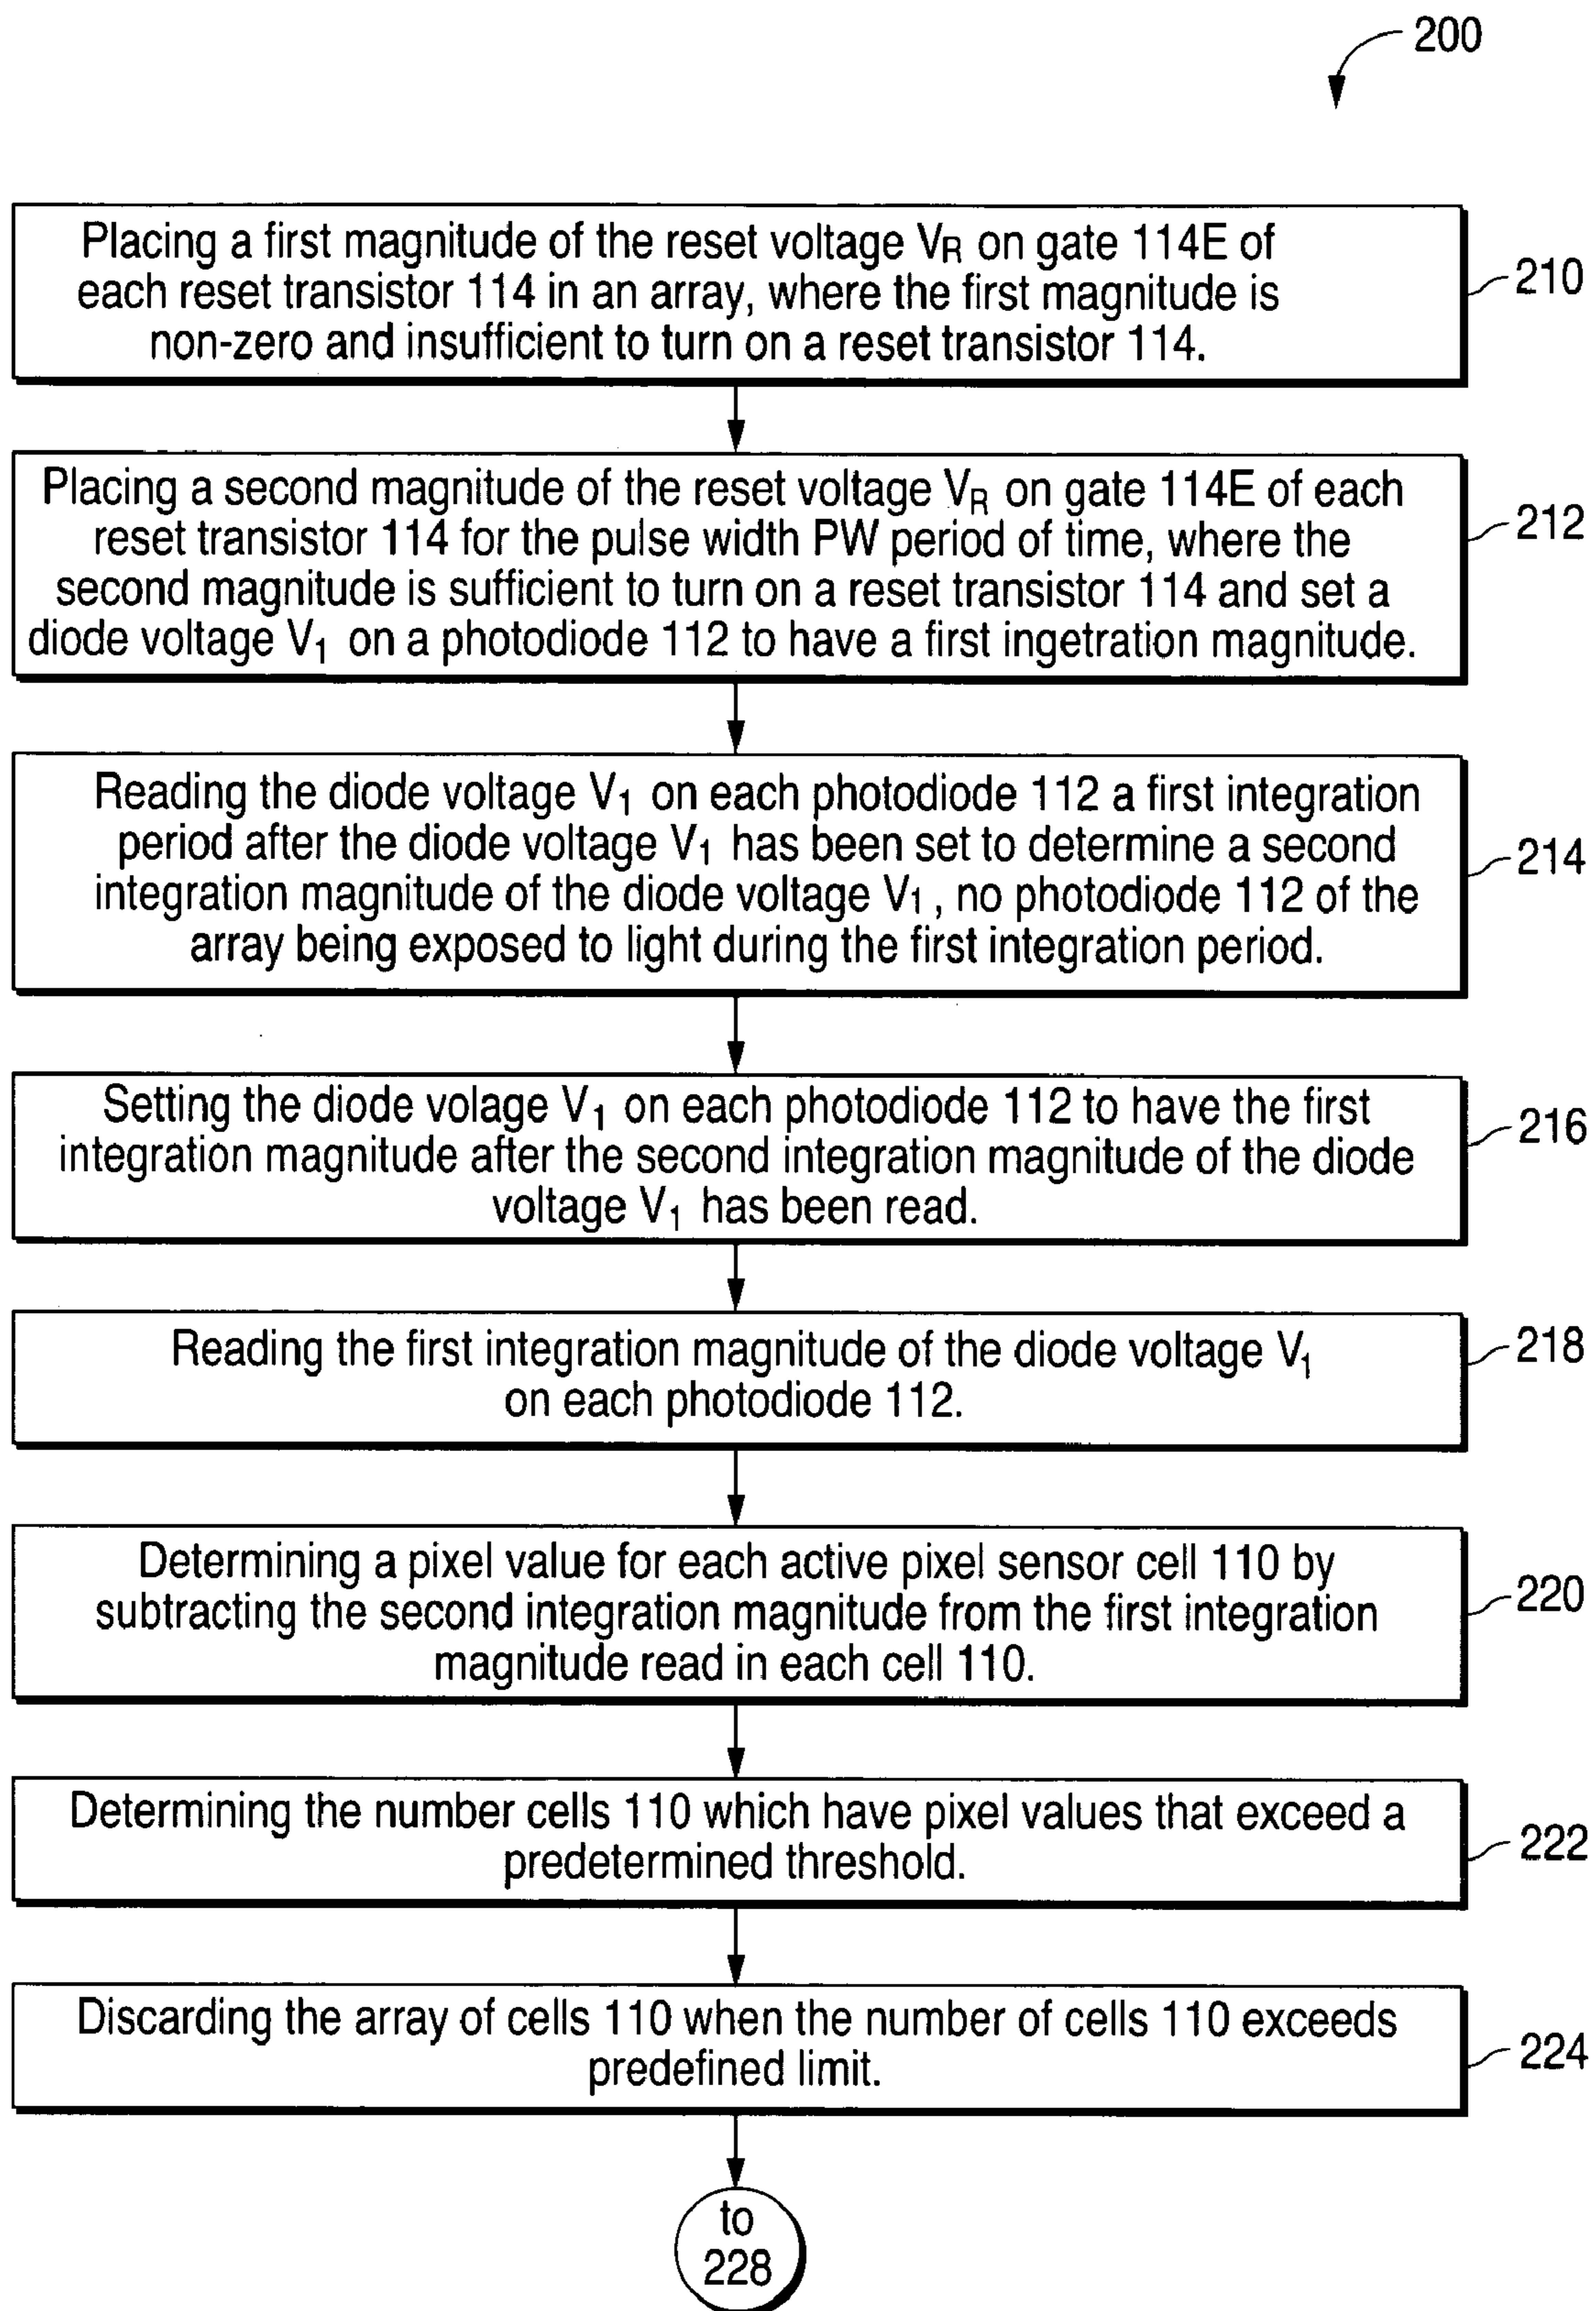 200
Placing a first magnitude of the reset voltage VR on gate 114E of
each reset transistor 114 in an array, where the first magnitude is
non-zero and insufficient to turn on a reset transistor 114.
210
Placing a second magnitude of the reset voltage VR on gate 114E of each
reset transistor 114 for the pulse width PW period of time, where the
second magnitude is sufficient to turn on a reset transistor 114 and set a
diode voltage V1 on a photodiode 112 to have a first ingetration magnitude.
212
Reading the diode voltage V1 on each photodiode 112 a first integration
period after the diode voltage V1 has been set to determine a second
integration magnitude of the diode voltage V1, no photodiode 112 of the
array being exposed to light during the first integration period.
214
Setting the diode volage V1 on each photodiode 112 to have the first
integration magnitude after the second integration magnitude of the diode
voltage V1 has been read.
216
Reading the first integration magnitude of the diode voltage V1
on each photodiode 112.
218
Determining a pixel value for each active pixel sensor cell 110 by
subtracting the second integration magnitude from the first integration
magnitude read in each cell 110.
220
Determining the number cells 110 which have pixel values that exceed a
predetermined threshold.
222
Discarding the array of cells 110 when the number of cells 110 exceeds
predefined limit.
224
to
228